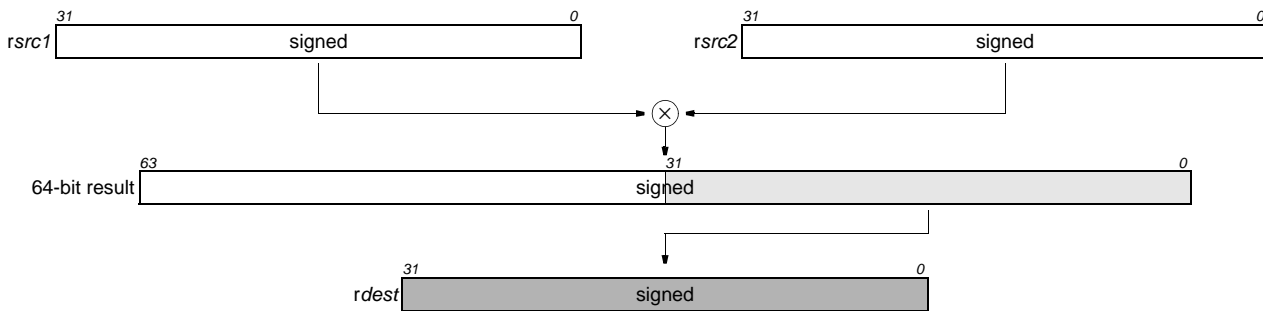 31 0 31 0
rsrc1 signed rsrc2 signed
×
63 31 0
64-bit result signed
31 0
rdest signed